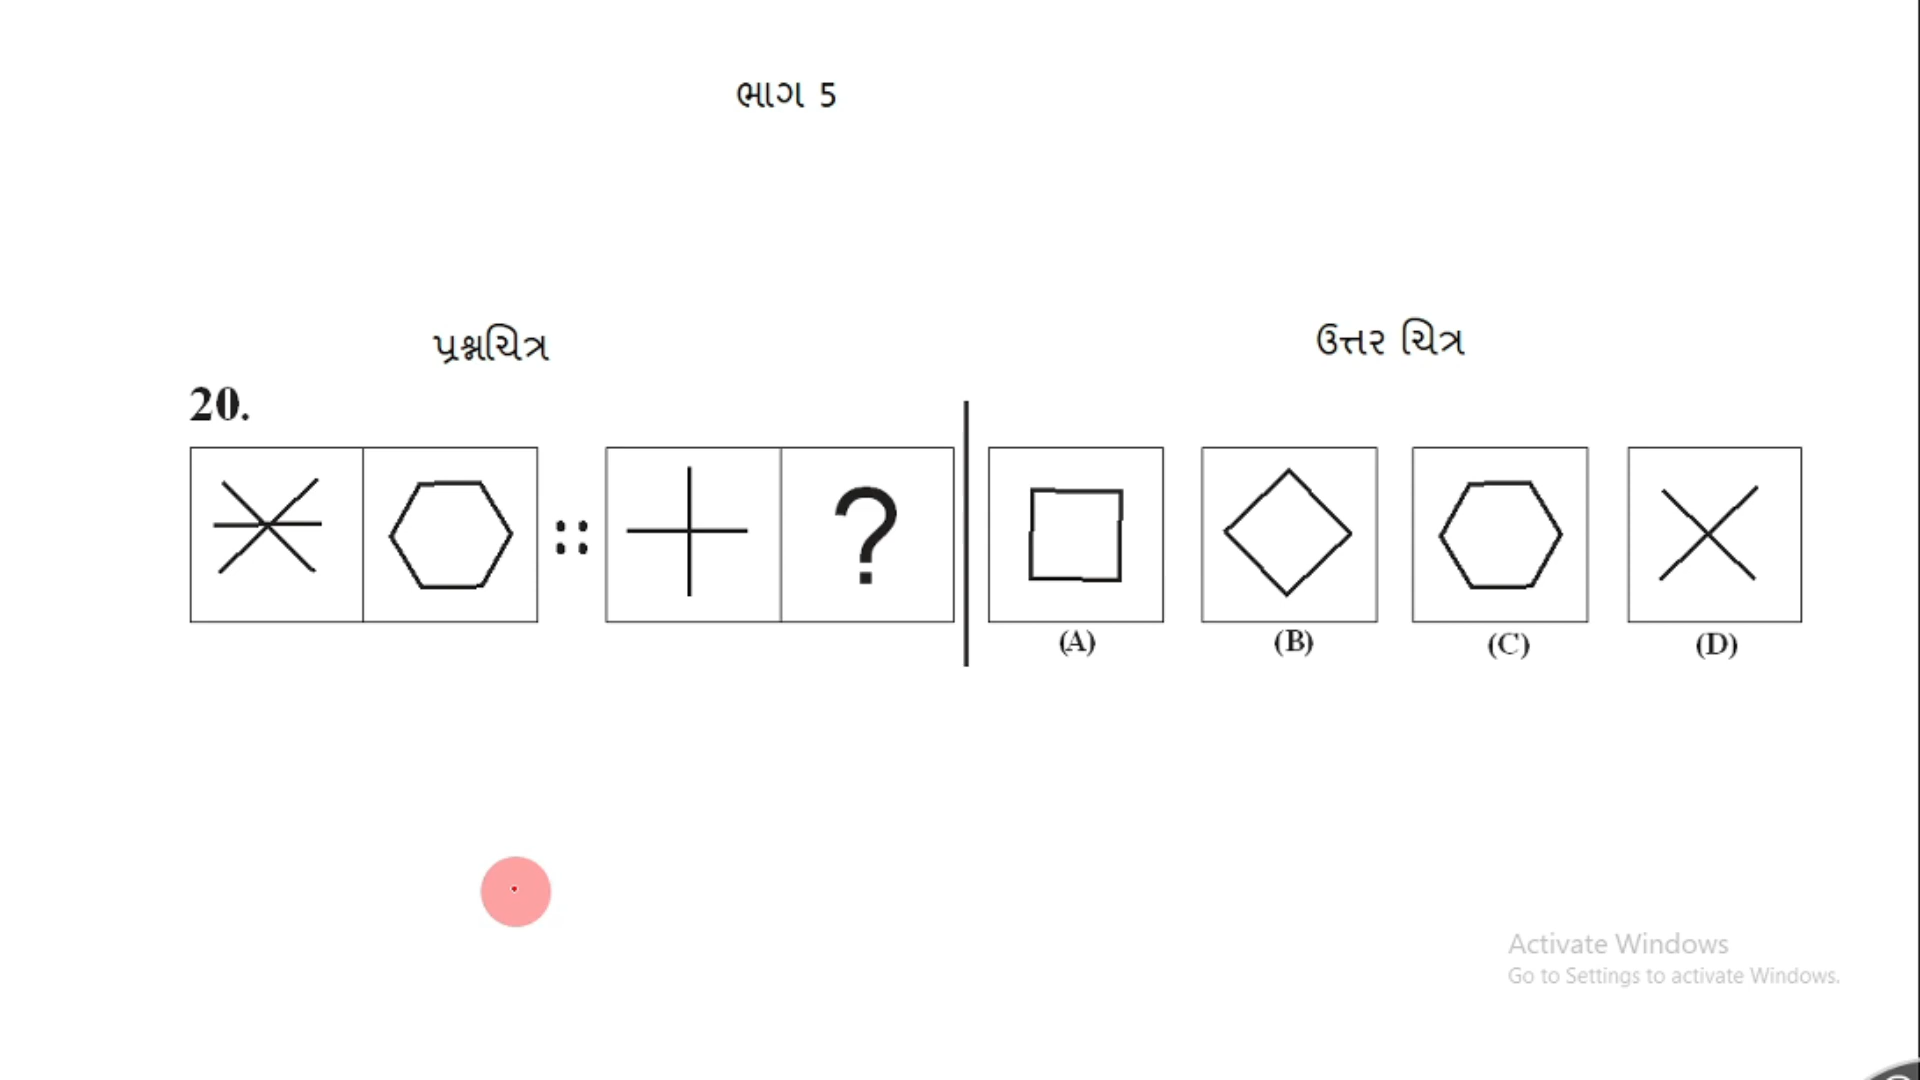 ભાગ 5
પ્રશ્નચિત્ર
ઉત્તર ચિત્ર
20.
?
(A) (B) (C) (D)
Activate Windows
Go to Settings to activate Windows.